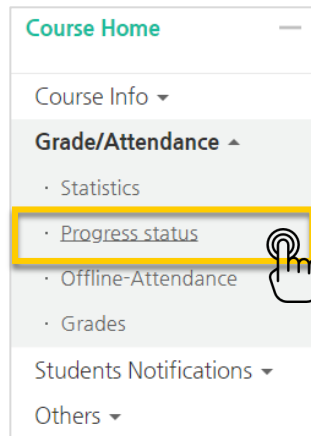 Course Home
Course Info
Grade/Attendance
· Statistics
· Progress status
· Offline-Attendance
· Grades
Students Notifications
Others